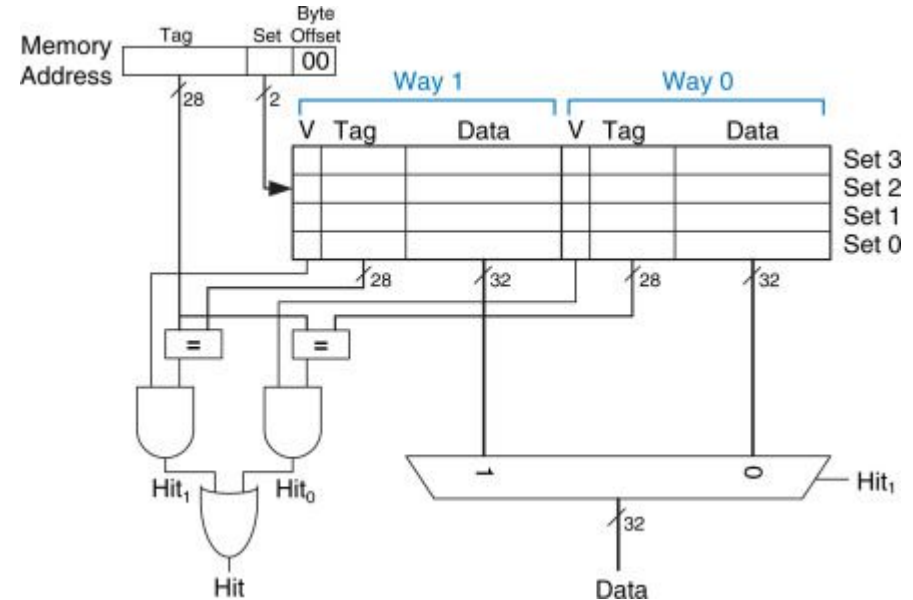 Byte
Memory Address
Tag Set Offset
00
28 2
Way 1 Way 0
V Tag Data V Tag Data
Set 3
Set 2
Set 1
Set 0
28 32 28 32
= =
1 0
Hit₁ Hit₀ Hit₁
32
Hit Data